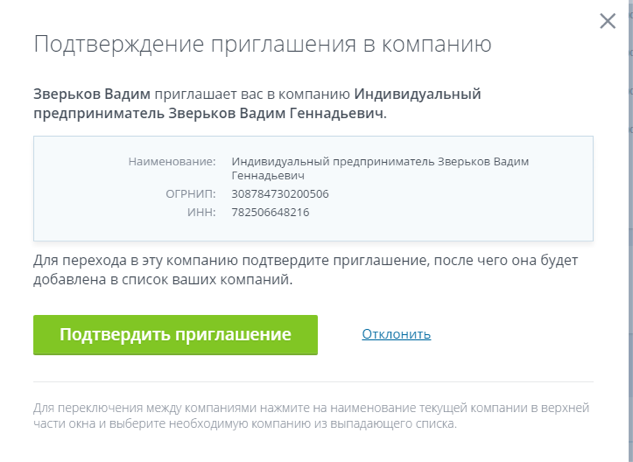 Подтверждение приглашения в компанию
Зверьков Вадим приглашает вас в компанию Индивидуальный
предприниматель Зверьков Вадим Геннадьевич.
Наименование: Индивидуальный предприниматель Зверьков Вадим
Геннадьевич
ОГРНИП: 308784730200506
ИНН: 782506648216
Для перехода в эту компанию подтвердите приглашение, после чего она будет
добавлена в список ваших компаний.
Подтвердить приглашение Отклонить
Для переключения между компаниями нажмите на наименование текущей компании в верхней
части окна и выберите необходимую компанию из выпадающего списка.